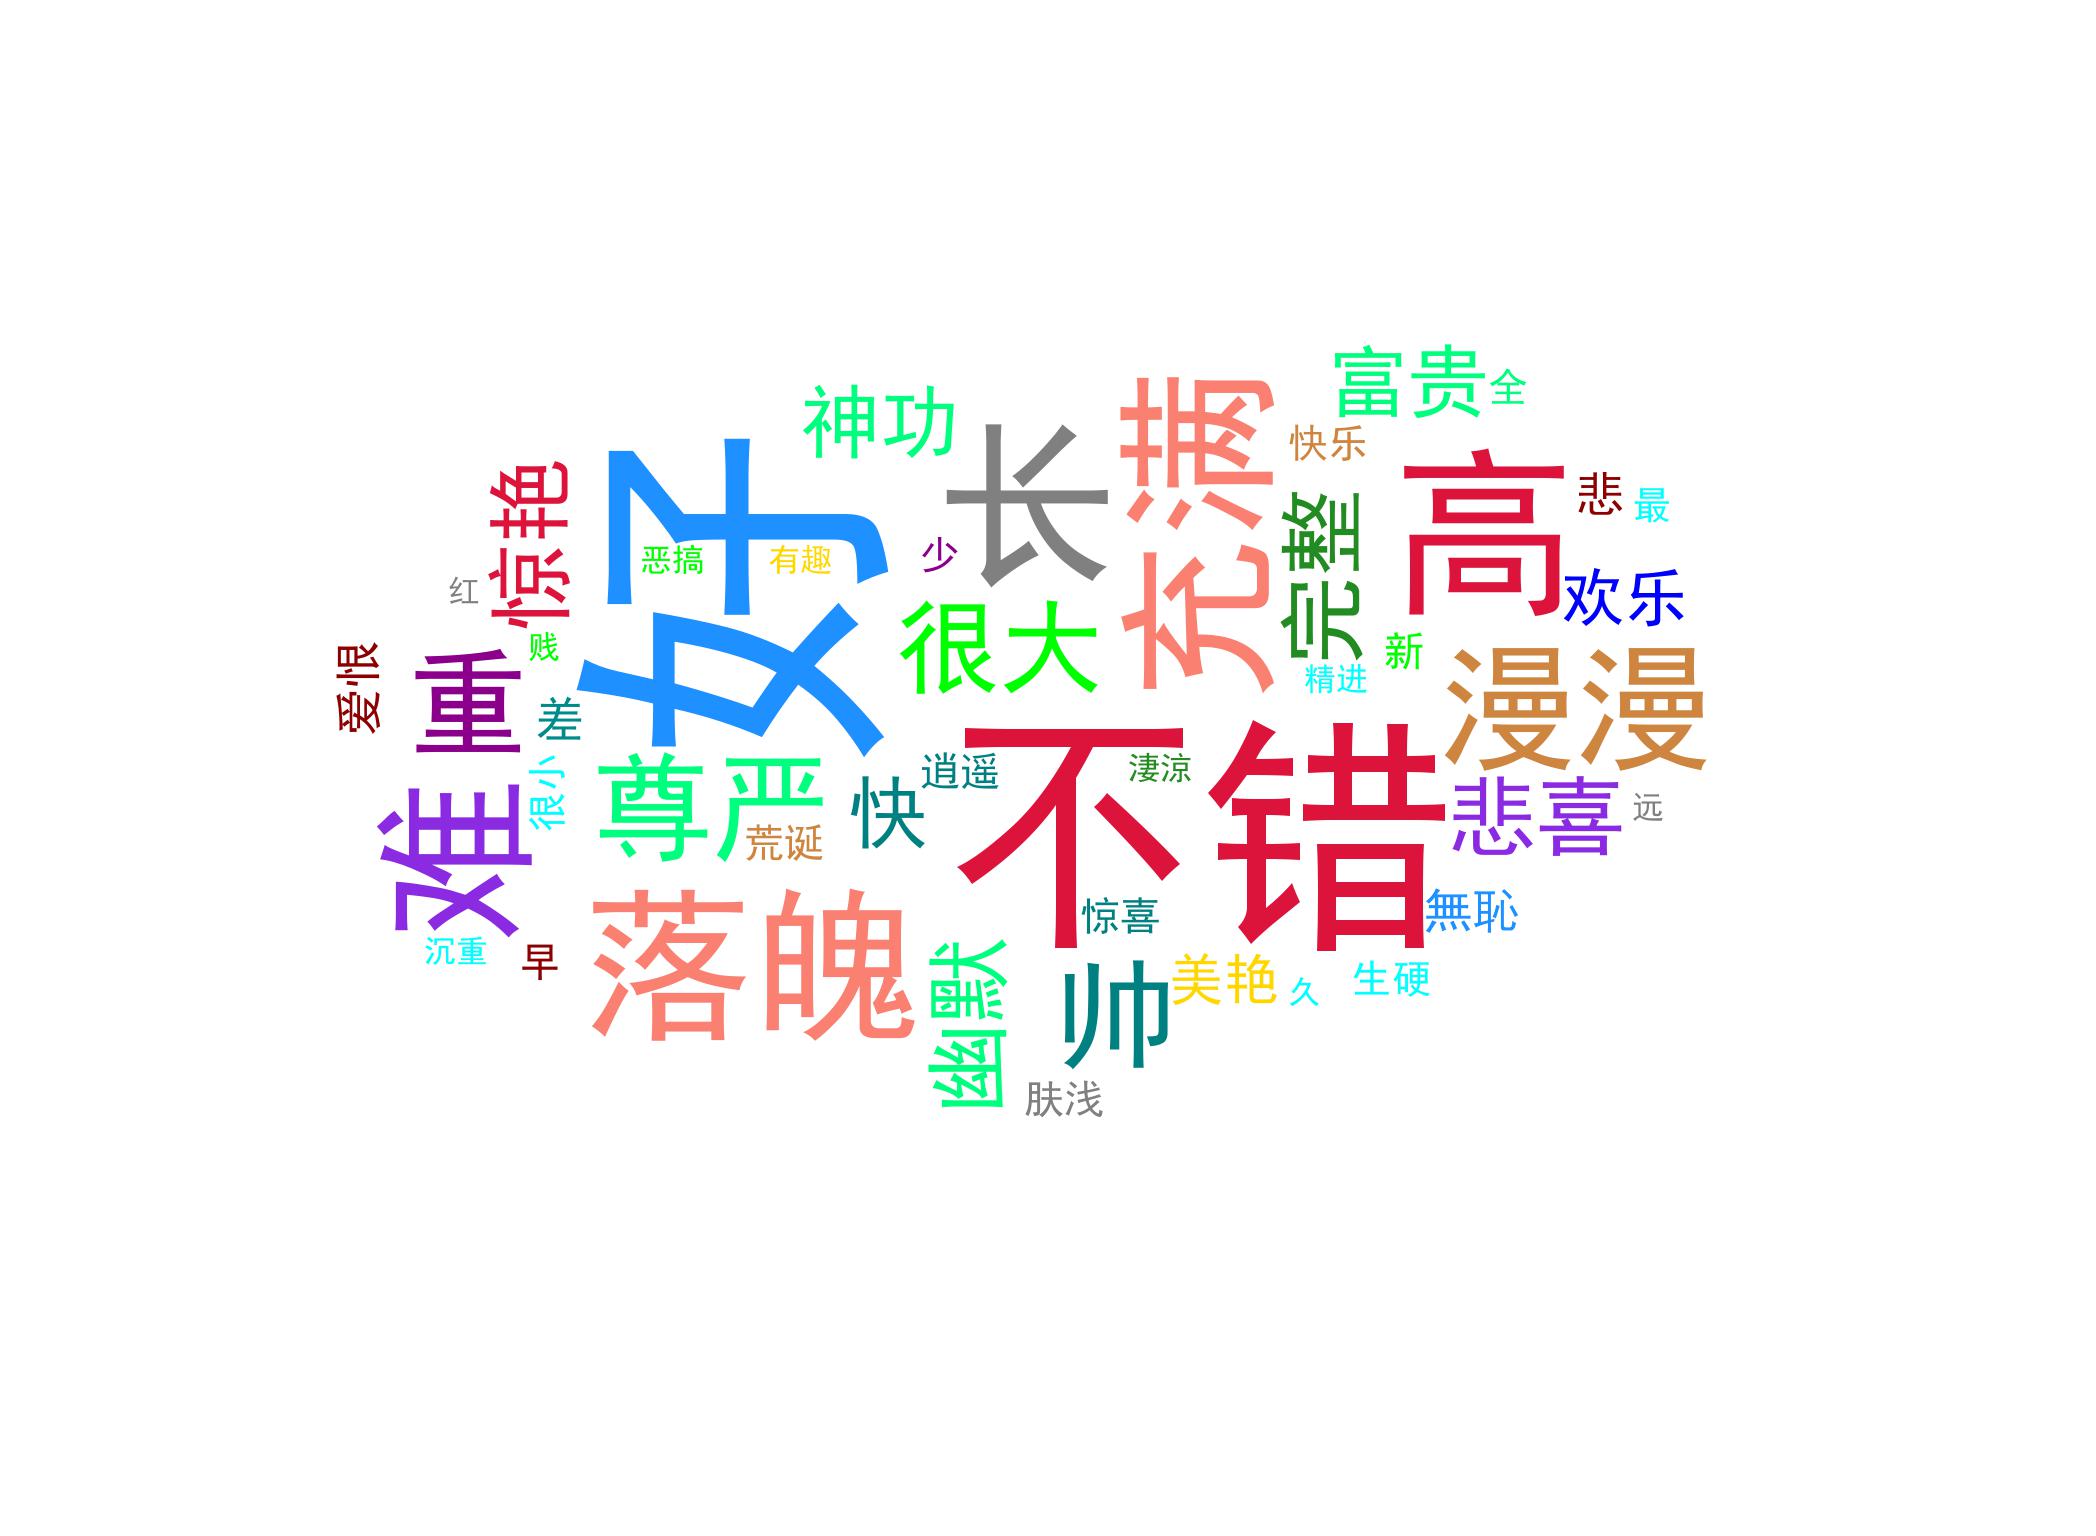 富贵
全
神功
快乐
充满
长
好
高
惊艳
悲
最
完整
少
恶搞
有趣
红
欢乐
很大
新
贱
精进
漫漫
爱恨
重
差
不错
尊严
快
逍遥
淒涼
悲喜
远
很小
难
荒诞
落魄
惊喜
無恥
沉重
早
幽默
帅
美艳
久
生硬
肤浅